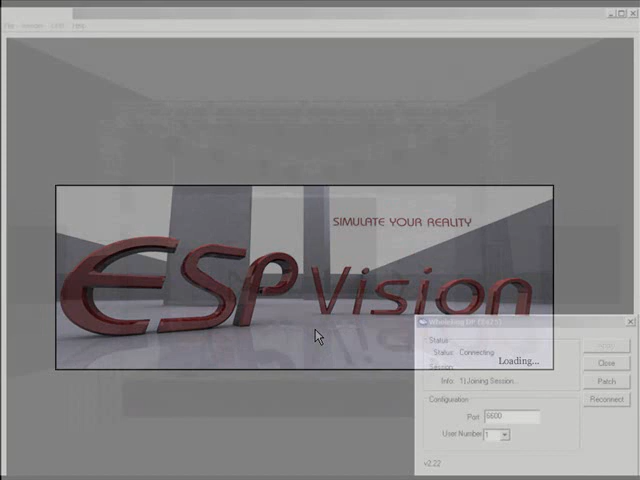 SIMULATE YOUR REALITY
ESP Vision
Status
Status: Connecting
Loading...
Session
Info: 1|Joining Session...
Configuration
Port 6600
User Number 1
v2.22
Close
Patch
Reconnect